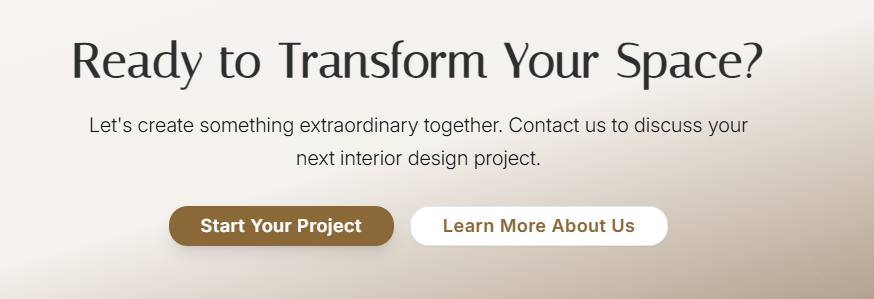 Ready to Transform Your Space?
Let's create something extraordinary together. Contact us to discuss your
next interior design project.
Start Your Project
Learn More About Us